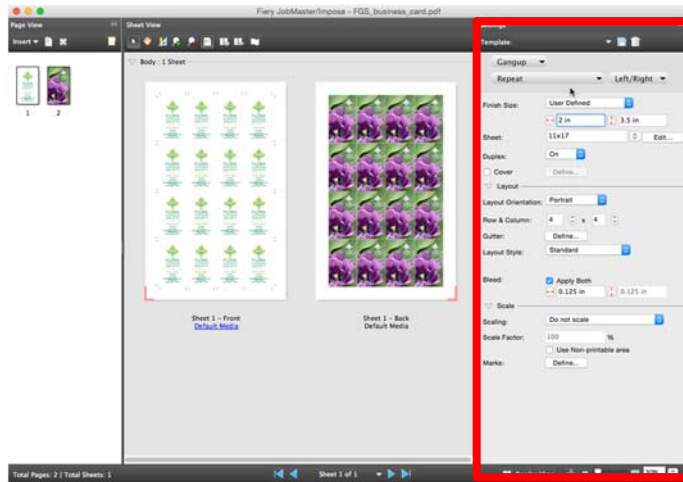 Fiery JobMaster/Impose - FGS_business_card.pdf
Page View
Sheet View
Template:
Insert
Body : 1 Sheet
1
2
Gangup
Repeat
Left/Right
Finish Size:
User Defined
2 in
3.5 in
Sheet:
11x17
Edit...
Duplex:
On
Cover
Define...
Layout
Layout Orientation:
Portrait
Row & Column:
4 x 4
Gutter:
Define...
Layout Style:
Standard
Bleed:
Apply Both
0.125 in
0.125 in
Scale
Scaling:
Do not scale
Scale Factor:
100 %
Use Non-printable area
Marks:
Define...
Sheet 1 - Front
Default Media
Sheet 1 - Back
Default Media
Total Pages: 2 | Total Sheets: 1
Sheet 1 of 1